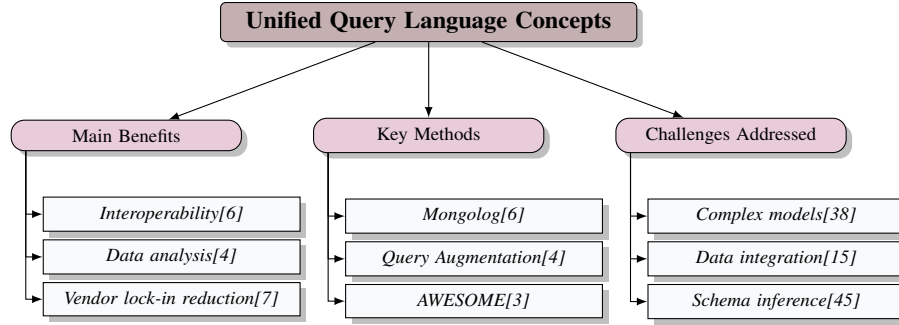 Unified Query Language Concepts
Main Benefits
Interoperability[6]
Data analysis[4]
Vendor lock-in reduction[7]
Key Methods
Mongolog[6]
Query Augmentation[4]
AWESOME[3]
Challenges Addressed
Complex models[38]
Data integration[15]
Schema inference[45]